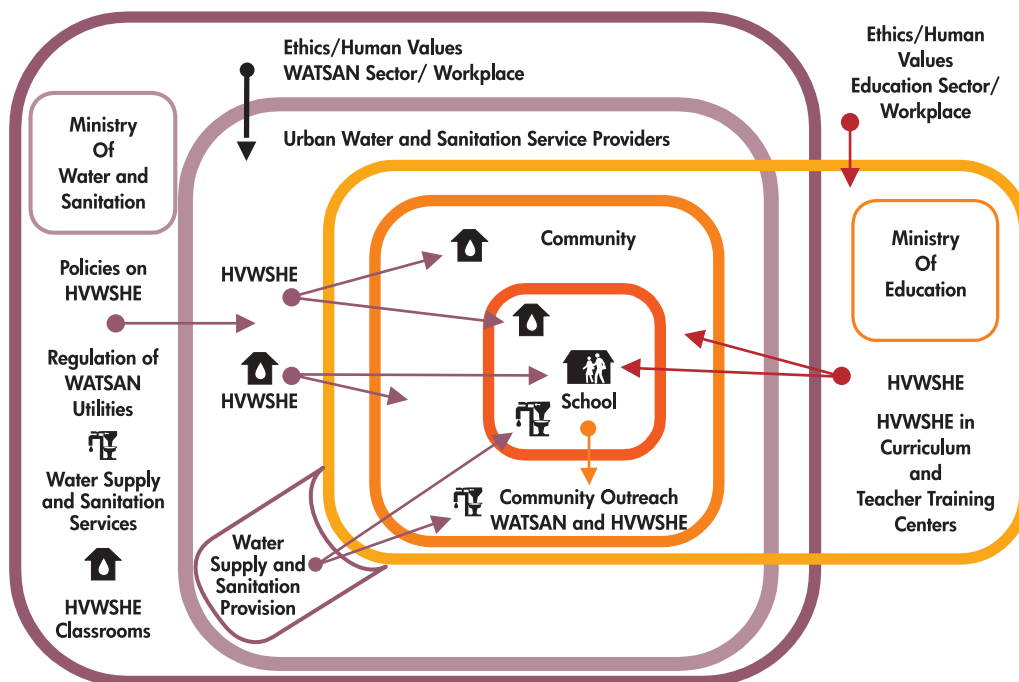 Ethics/Human Values
WATSAN Sector/ Workplace
Ethics/Human
Values
Education Sector/
Workplace
Ministry
Of
Water and
Sanitation
Urban Water and Sanitation Service Providers
Community
Ministry
Of
Education
Policies on
HVWSHE
HVWSHE
Regulation of
WATSAN
Utilities
HVWSHE
School
HVWSHE
HVWSHE in
Curriculum
and
Teacher Training
Centers
Water Supply
and Sanitation
Services
Community Outreach
WATSAN and HVWSHE
Water
Supply and
Sanitation
Provision
HVWSHE
Classrooms